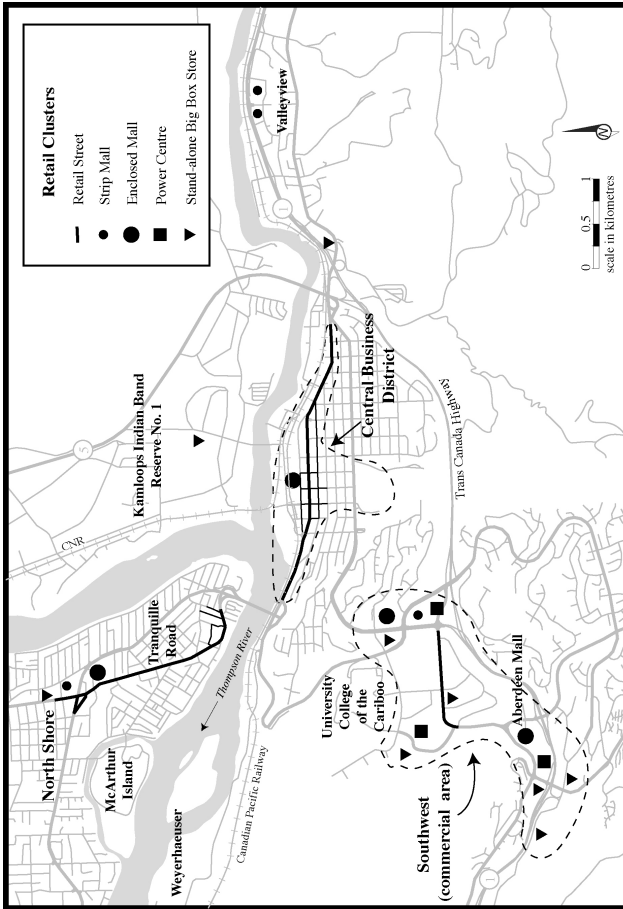 Retail Clusters
Retail Street
Strip Mall
Enclosed Mall
Power Centre
Stand-alone Big Box Store
Valleyview
1
N
0 0.5 1
scale in kilometres
Kamloops Indian Band
Reserve No. 1
5
CNR
Central Business
District
Trans Canada Highway
Tranquille
Road
North Shore
McArthur
Island
Thompson River
Weyerhaeuser
Canadian Pacific Railway
University
College
of the
Cariboo
Aberdeen Mall
Southwest
(commercial area)
1